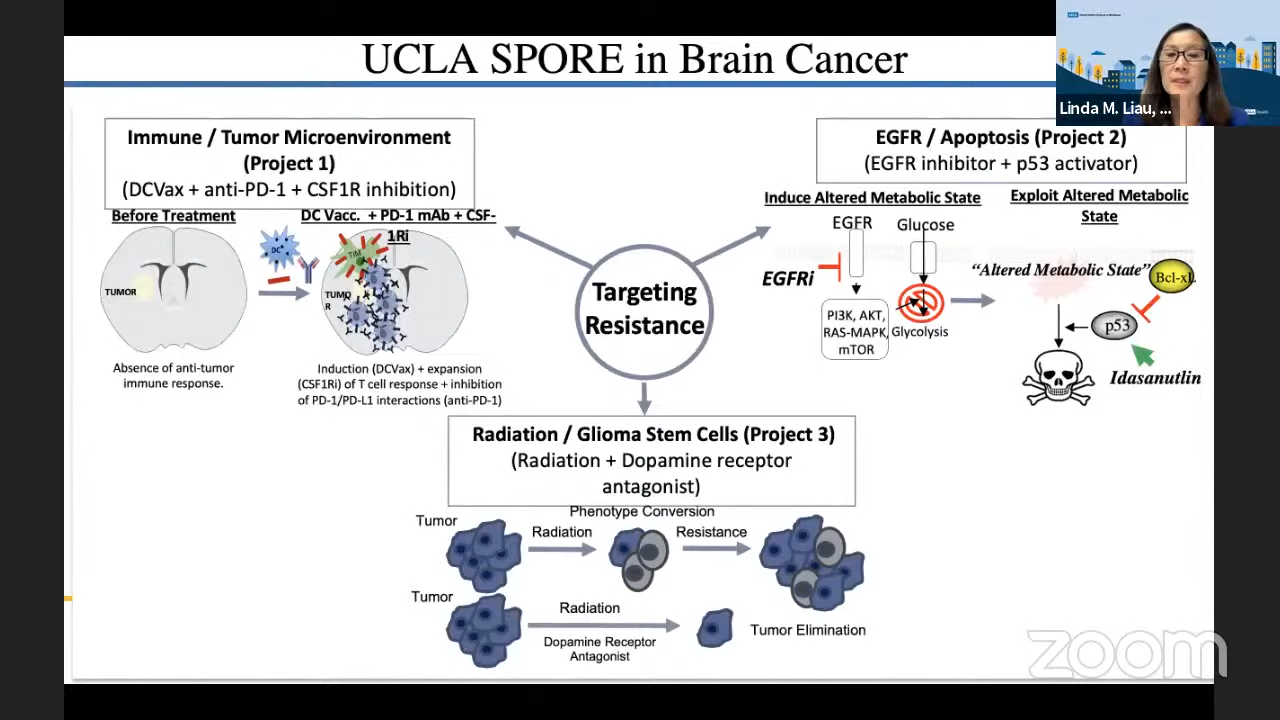 UCLA SPORE in Brain Cancer
Linda M. Liau, ...
Immune / Tumor Microenvironment
(Project 1)
(DCVax + anti-PD-1 + CSF1R inhibition)
Before Treatment
DC Vacc. + PD-1 mAb + CSF-
1Ri
DC
TIM
TUMOR
TUMO
R
Absence of anti-tumor
immune response.
Induction (DCVax) + expansion
(CSF1Ri) of T cell response + inhibition
of PD-1/PD-L1 interactions (anti-PD-1)
Targeting
Resistance
EGFR / Apoptosis (Project 2)
(EGFR inhibitor + p53 activator)
Induce Altered Metabolic State
EGFR
Glucose
EGFRi
PI3K, AKT,
RAS-MAPK,
mTOR
Glycolysis
Exploit Altered Metabolic
State
“Altered Metabolic State”
Bcl-xL
p53
Idasanutlin
Radiation / Glioma Stem Cells (Project 3)
(Radiation + Dopamine receptor
antagonist)
Phenotype Conversion
Tumor
Radiation
Resistance
Tumor
Radiation
Dopamine Receptor
Antagonist
Tumor Elimination
zoom